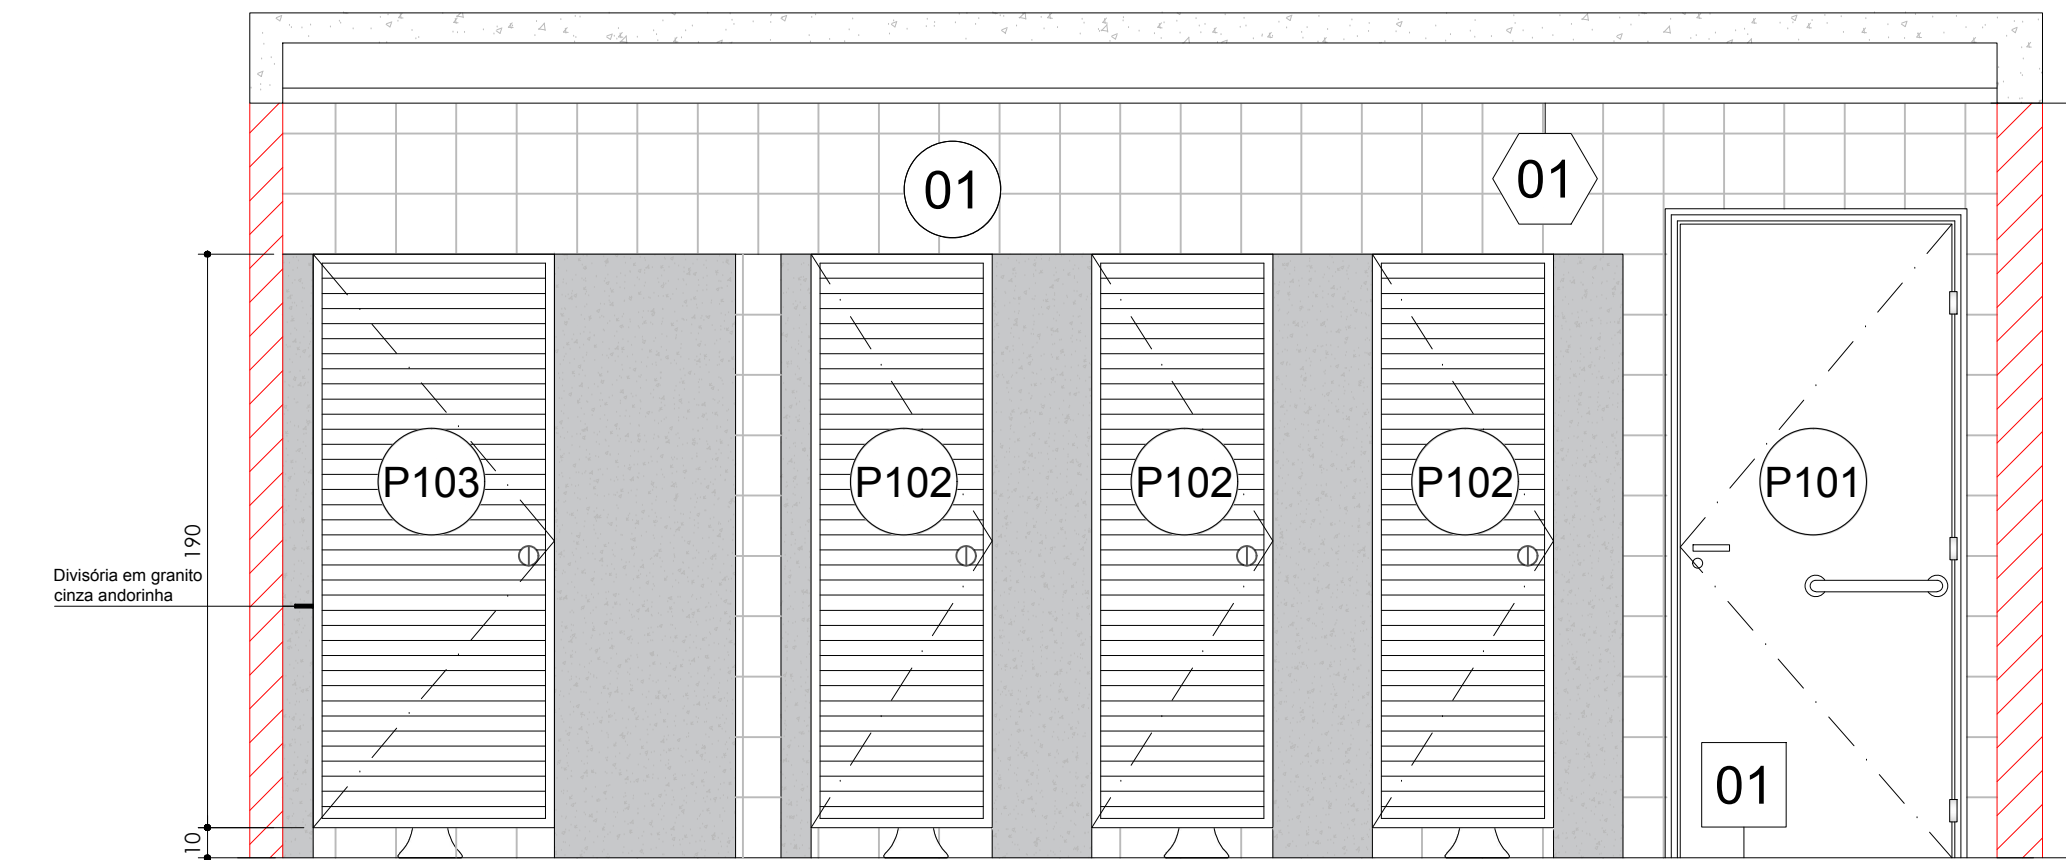 01
01
P103
P102
P102
P102
P101
190
Divisória em granito
cinza andorinha
01
10